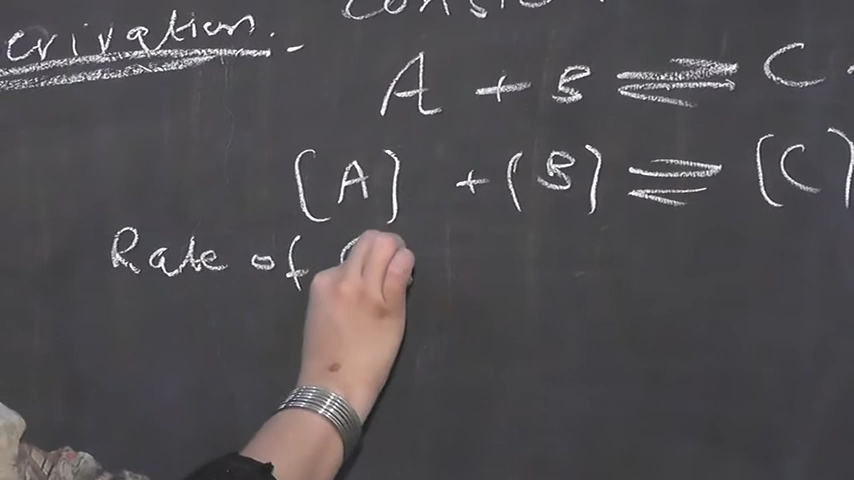 erivation. -
A + B ⇌ C
[A] + [B] ⇌ [C]
Rate of